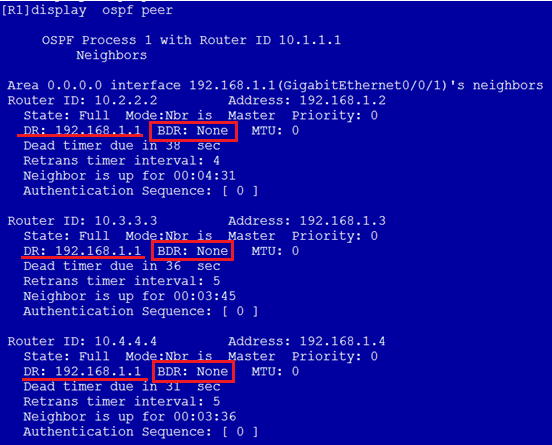 [R1]display ospf peer
OSPF Process 1 with Router ID 10.1.1.1
Neighbors
Area 0.0.0.0 interface 192.168.1.1(GigabitEthernet0/0/1)'s neighbors
Router ID: 10.2.2.2 Address: 192.168.1.2
State: Full Mode:Nbr is Master Priority: 0
DR: 192.168.1.1 BDR: None MTU: 0
Dead timer due in 38 sec
Retrans timer interval: 4
Neighbor is up for 00:04:31
Authentication Sequence: [ 0 ]
Router ID: 10.3.3.3 Address: 192.168.1.3
State: Full Mode:Nbr is Master Priority: 0
DR: 192.168.1.1 BDR: None MTU: 0
Dead timer due in 36 sec
Retrans timer interval: 5
Neighbor is up for 00:03:45
Authentication Sequence: [ 0 ]
Router ID: 10.4.4.4 Address: 192.168.1.4
State: Full Mode:Nbr is Master Priority: 0
DR: 192.168.1.1 BDR: None MTU: 0
Dead timer due in 31 sec
Retrans timer interval: 5
Neighbor is up for 00:03:36
Authentication Sequence: [ 0 ]